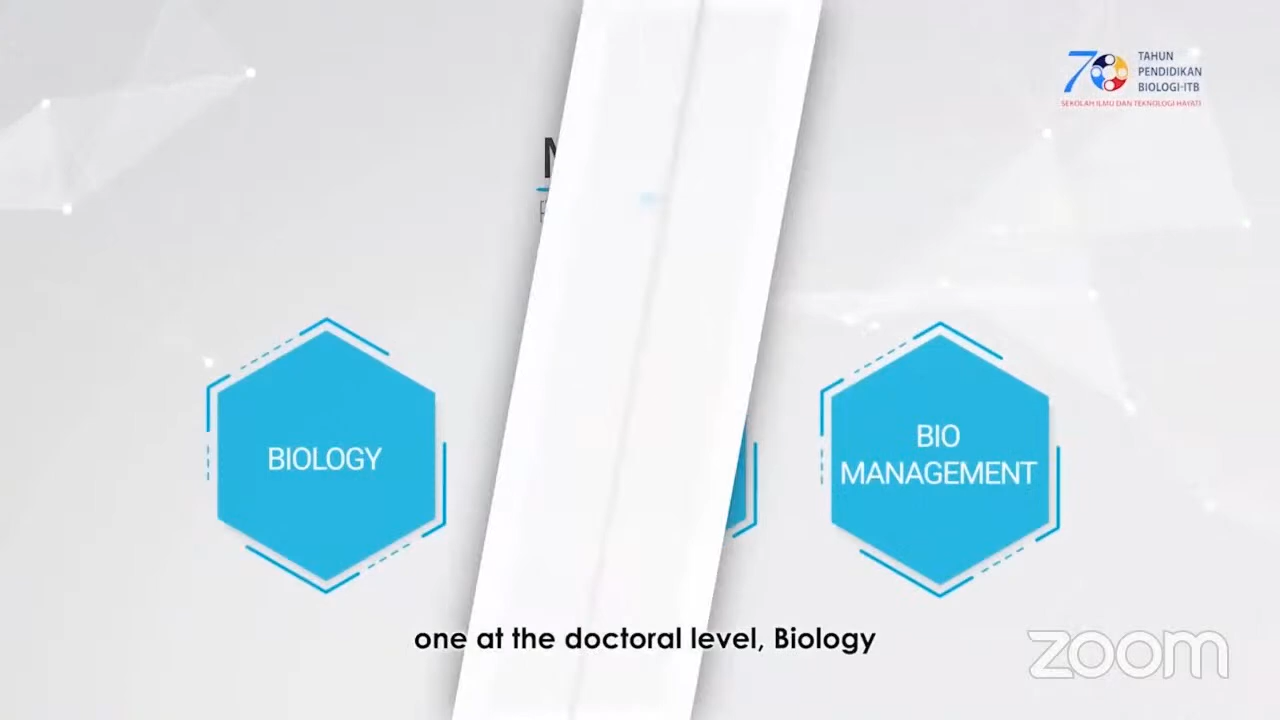 70
TAHUN
PENDIDIKAN
BIOLOGI-ITB
SEKOLAH ILMU DAN TEKNOLOGI HAYATI
BIOLOGY
BIO
MANAGEMENT
one at the doctoral level, Biology
zoom